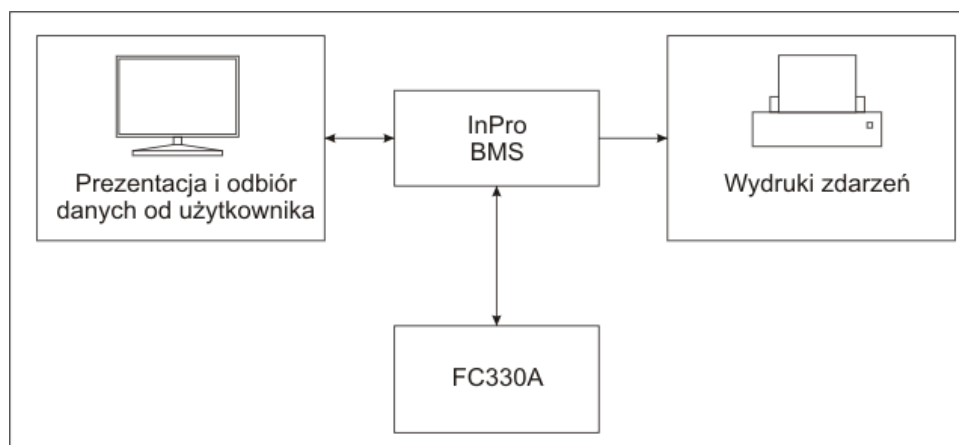 Prezentacja i odbiór
danych od użytkownika
InPro
BMS
Wydruki zdarzeń
FC330A